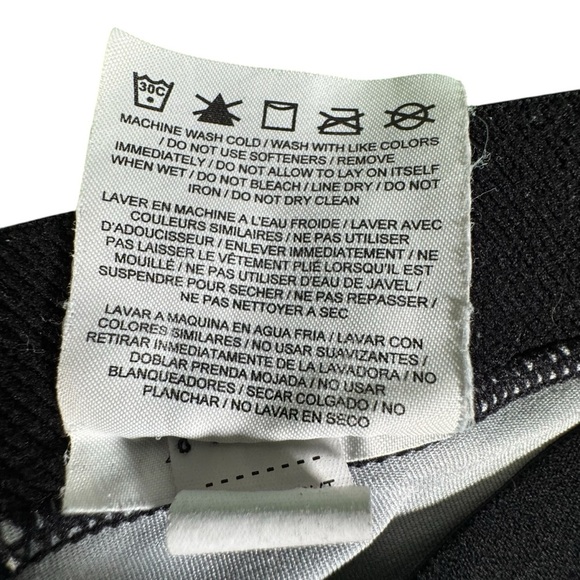 30C
MACHINE WASH COLD / WASH WITH LIKE COLORS
/ DO NOT USE SOFTENERS / REMOVE
IMMEDIATELY / DO NOT ALLOW TO LAY ON ITSELF
WHEN WET / DO NOT BLEACH / LINE DRY / DO NOT
IRON / DO NOT DRY CLEAN
LAVER EN MACHINE A L'EAU FROIDE / LAVER AVEC
COULEURS SIMILAIRES / NE PAS UTILISER
D'ADOUCISSEUR / ENLEVER IMMEDIATEMENT / NE
PAS LAISSER LE VÊTEMENT PLIÉ LORSQU'IL EST
MOUILLÉ / NE PAS UTILISER D'EAU DE JAVEL /
SUSPENDRE POUR SECHER / NE PAS REPASSER /
NE PAS NETTOYER A SEC
LAVAR A MAQUINA EN AGUA FRIA / LAVAR CON
COLORES SIMILARES / NO USAR SUAVIZANTES /
RETIRAR IMMEDIATAMENTE DE LA LAVADORA / NO
DOBLAR PRENDA MOJADA / NO USAR
BLANQUEADORES / SECAR COLGADO / NO
PLANCHAR / NO LAVAR EN SECO